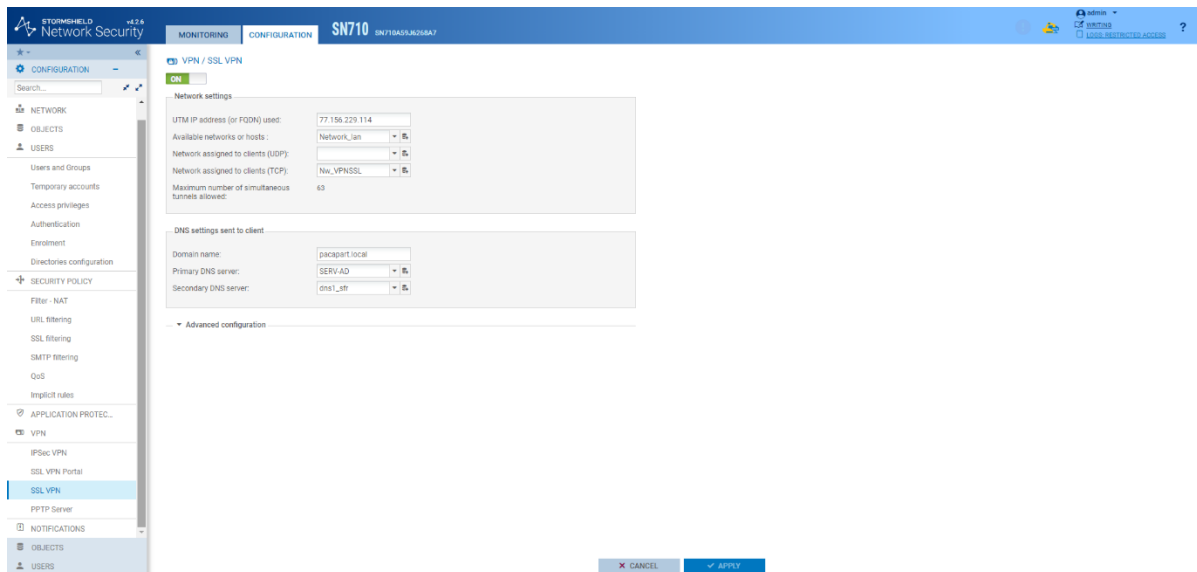 STORMSHIELD v4.2.6
Network Security
MONITORING CONFIGURATION SN710 SN710A59J6268A7
admin
WRITING
LOGS: RESTRICTED ACCESS
?
CONFIGURATION
Search...
NETWORK
OBJECTS
USERS
Users and Groups
Temporary accounts
Access privileges
Authentication
Enrolment
Directories configuration
SECURITY POLICY
Filter - NAT
URL filtering
SSL filtering
SMTP filtering
QoS
Implicit rules
APPLICATION PROTEC...
VPN
IPSec VPN
SSL VPN Portal
SSL VPN
PPTP Server
NOTIFICATIONS
OBJECTS
USERS
VPN / SSL VPN
ON
Network settings
UTM IP address (or FQDN) used: 77.156.229.114
Available networks or hosts : Network_lan
Network assigned to clients (UDP):
Network assigned to clients (TCP): Nw_VPNSSL
Maximum number of simultaneous 63
tunnels allowed:
DNS settings sent to client
Domain name: pacapart.local
Primary DNS server: SERV-AD
Secondary DNS server: dns1_sfr
Advanced configuration
CANCEL APPLY